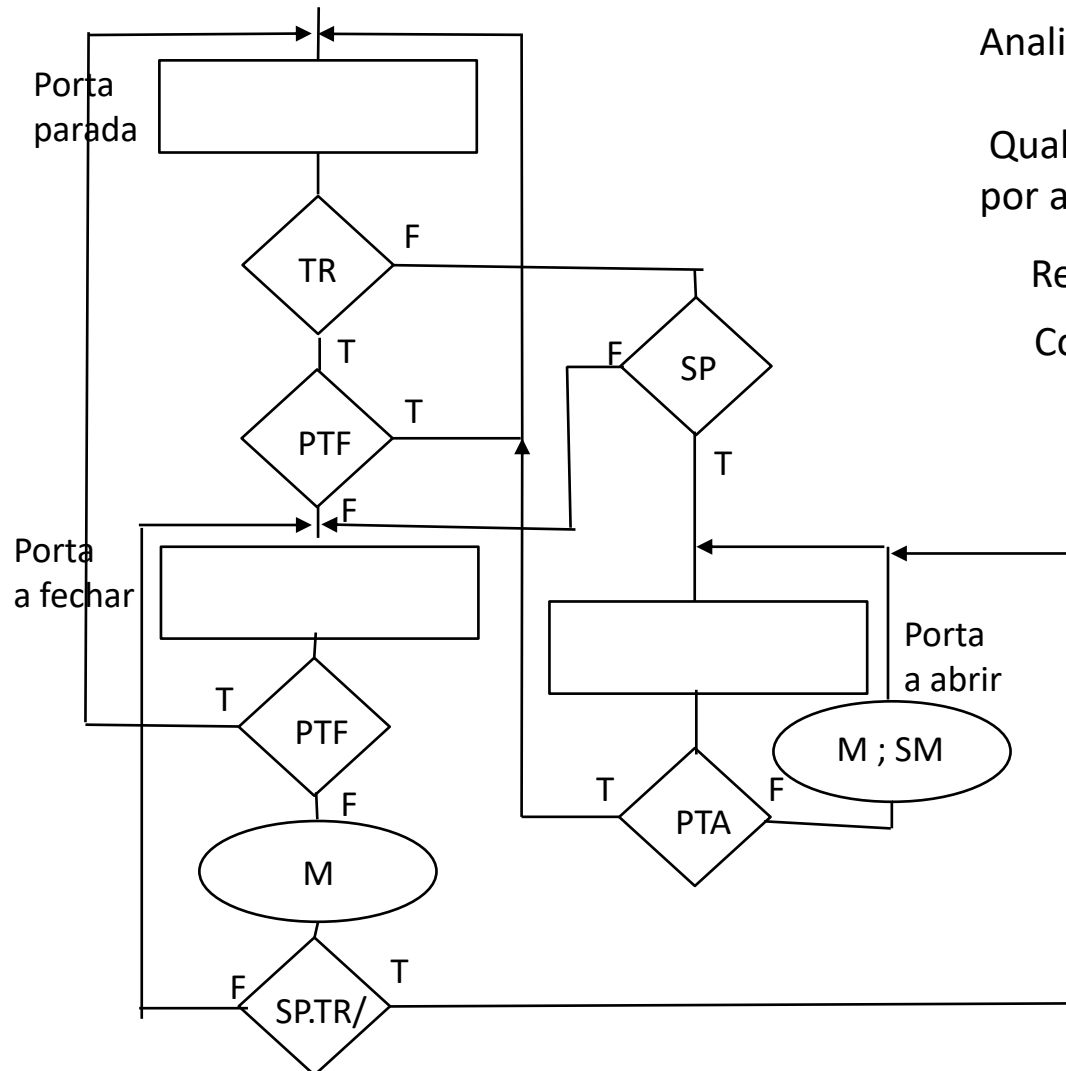 Anali
Porta
parada
Qual
por a
F
TR
Re
T
Co
F
SP
T
PTF
T
F
Porta
a fechar
Porta
a abrir
T
PTF
M ; SM
T
F
F
PTA
M
T
F
SP.TR/